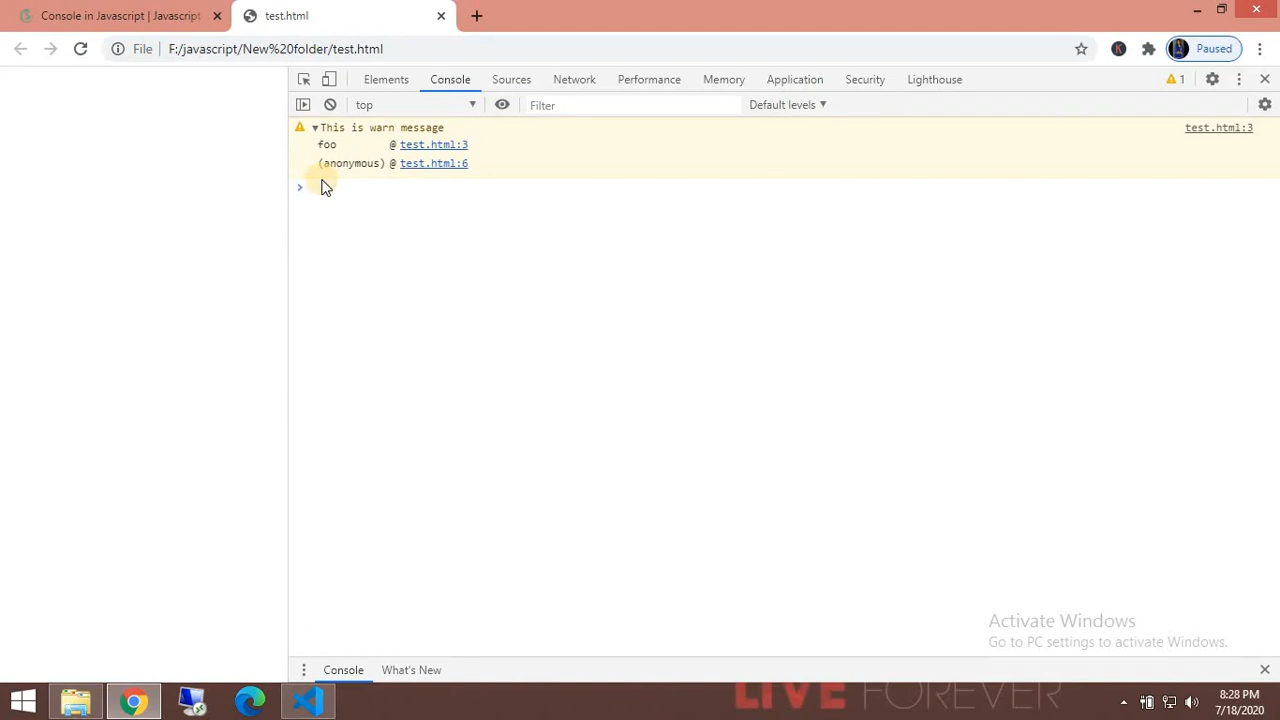 Console in Javascript | Javascript
test.html
File
F:/javascript/New%20folder/test.html
K
Paused
Elements
Console
Sources
Network
Performance
Memory
Application
Security
Lighthouse
1
top
Filter
Default levels
This is warn message
test.html:3
foo @ test.html:3
(anonymous) @ test.html:6
Activate Windows
Go to PC settings to activate Windows.
Console
What's New
LIVE FOREVER
8:28 PM
7/18/2020